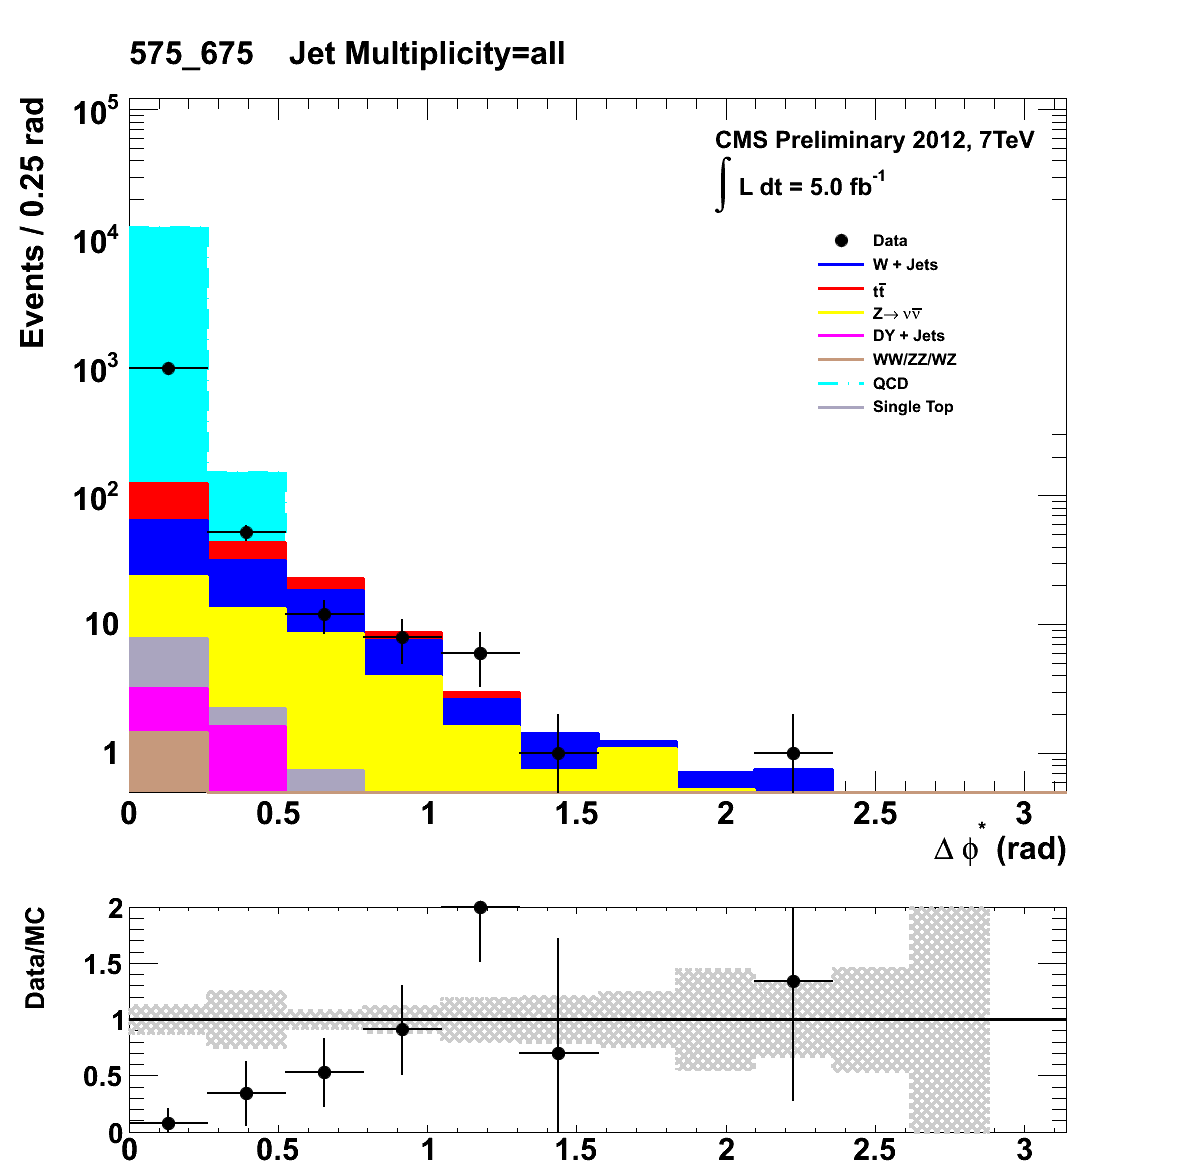 575_675 Jet Multiplicity=all
Events / 0.25 rad
10^5
10^4
10^3
10^2
10
1
CMS Preliminary 2012, 7TeV
∫ L dt = 5.0 fb^-1
Data
W + Jets
tt̅
Z→ νν̅
DY + Jets
WW/ZZ/WZ
QCD
Single Top
0 0.5 1 1.5 2 2.5 3
Δ ϕ* (rad)
Data/MC
2
1.5
1
0.5
0
0 0.5 1 1.5 2 2.5 3